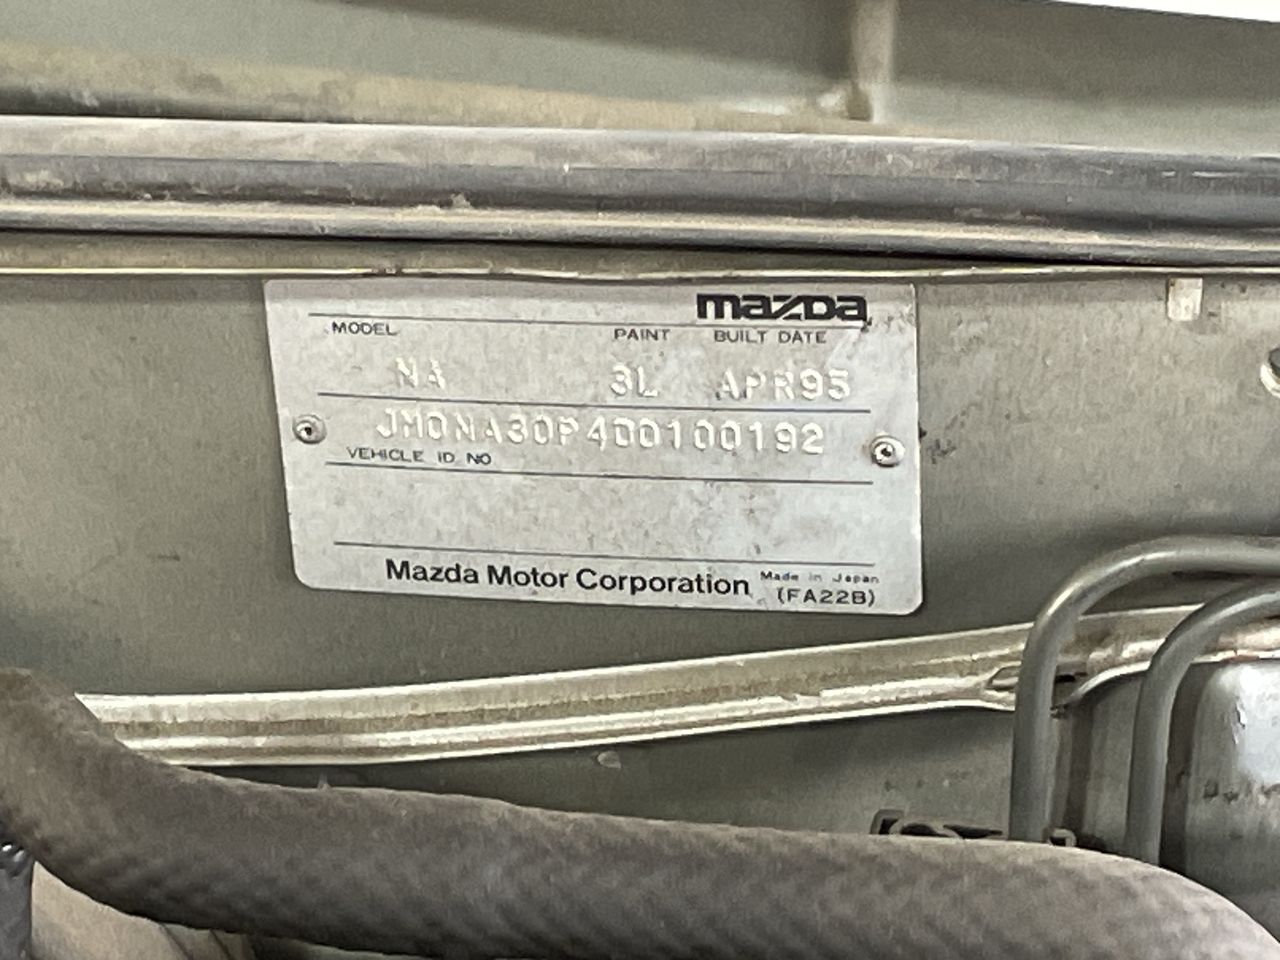 mazda
MODEL PAINT BUILT DATE
NA 3L APR95
JM0NA30P400100192
VEHICLE ID NO
Mazda Motor Corporation Made in Japan
(FA22B)